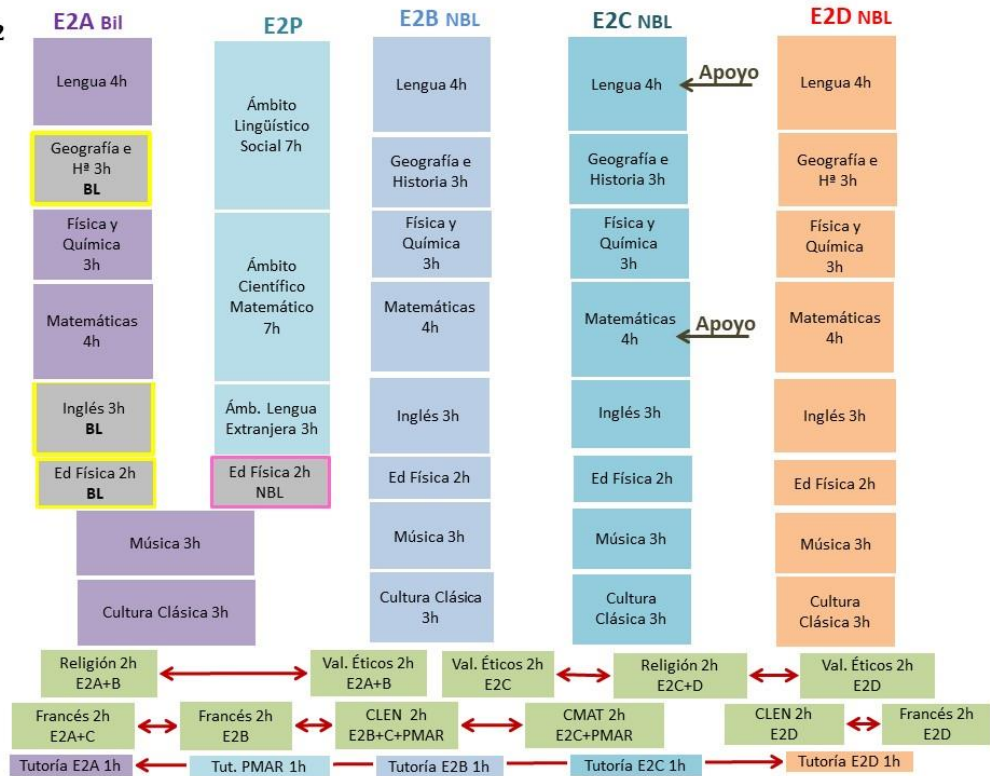 2
E2A Bil
Lengua 4h
Geografía e
Hª 3h
BL
Física y
Química
3h
Matemáticas
4h
Inglés 3h
BL
Ed Física 2h
BL
E2P
Ámbito
Lingüístico
Social 7h
Ámbito
Científico
Matemático
7h
Ámb. Lengua
Extranjera 3h
Ed Física 2h
NBL
Música 3h
Cultura Clásica 3h
E2B NBL
Lengua 4h
Geografía e
Historia 3h
Física y
Química
3h
Matemáticas
4h
Inglés 3h
Ed Física 2h
Música 3h
Cultura Clásica
3h
E2C NBL
Lengua 4h
Apoyo
Geografía e
Historia 3h
Física y
Química
3h
Matemáticas
4h
Apoyo
Inglés 3h
Ed Física 2h
Música 3h
Cultura
Clásica 3h
E2D NBL
Lengua 4h
Geografía e
Hª 3h
Física y
Química
3h
Matemáticas
4h
Inglés 3h
Ed Física 2h
Música 3h
Cultura
Clásica 3h
Religión 2h
E2A+B
Val. Éticos 2h
E2A+B
Val. Éticos 2h
E2C
Religión 2h
E2C+D
Val. Éticos 2h
E2D
Francés 2h
E2A+C
Francés 2h
E2B
CLEN 2h
E2B+C+PMAR
CMAT 2h
E2C+PMAR
CLEN 2h
E2D
Francés 2h
E2D
Tutoría E2A 1h
Tut. PMAR 1h
Tutoría E2B 1h
Tutoría E2C 1h
Tutoría E2D 1h